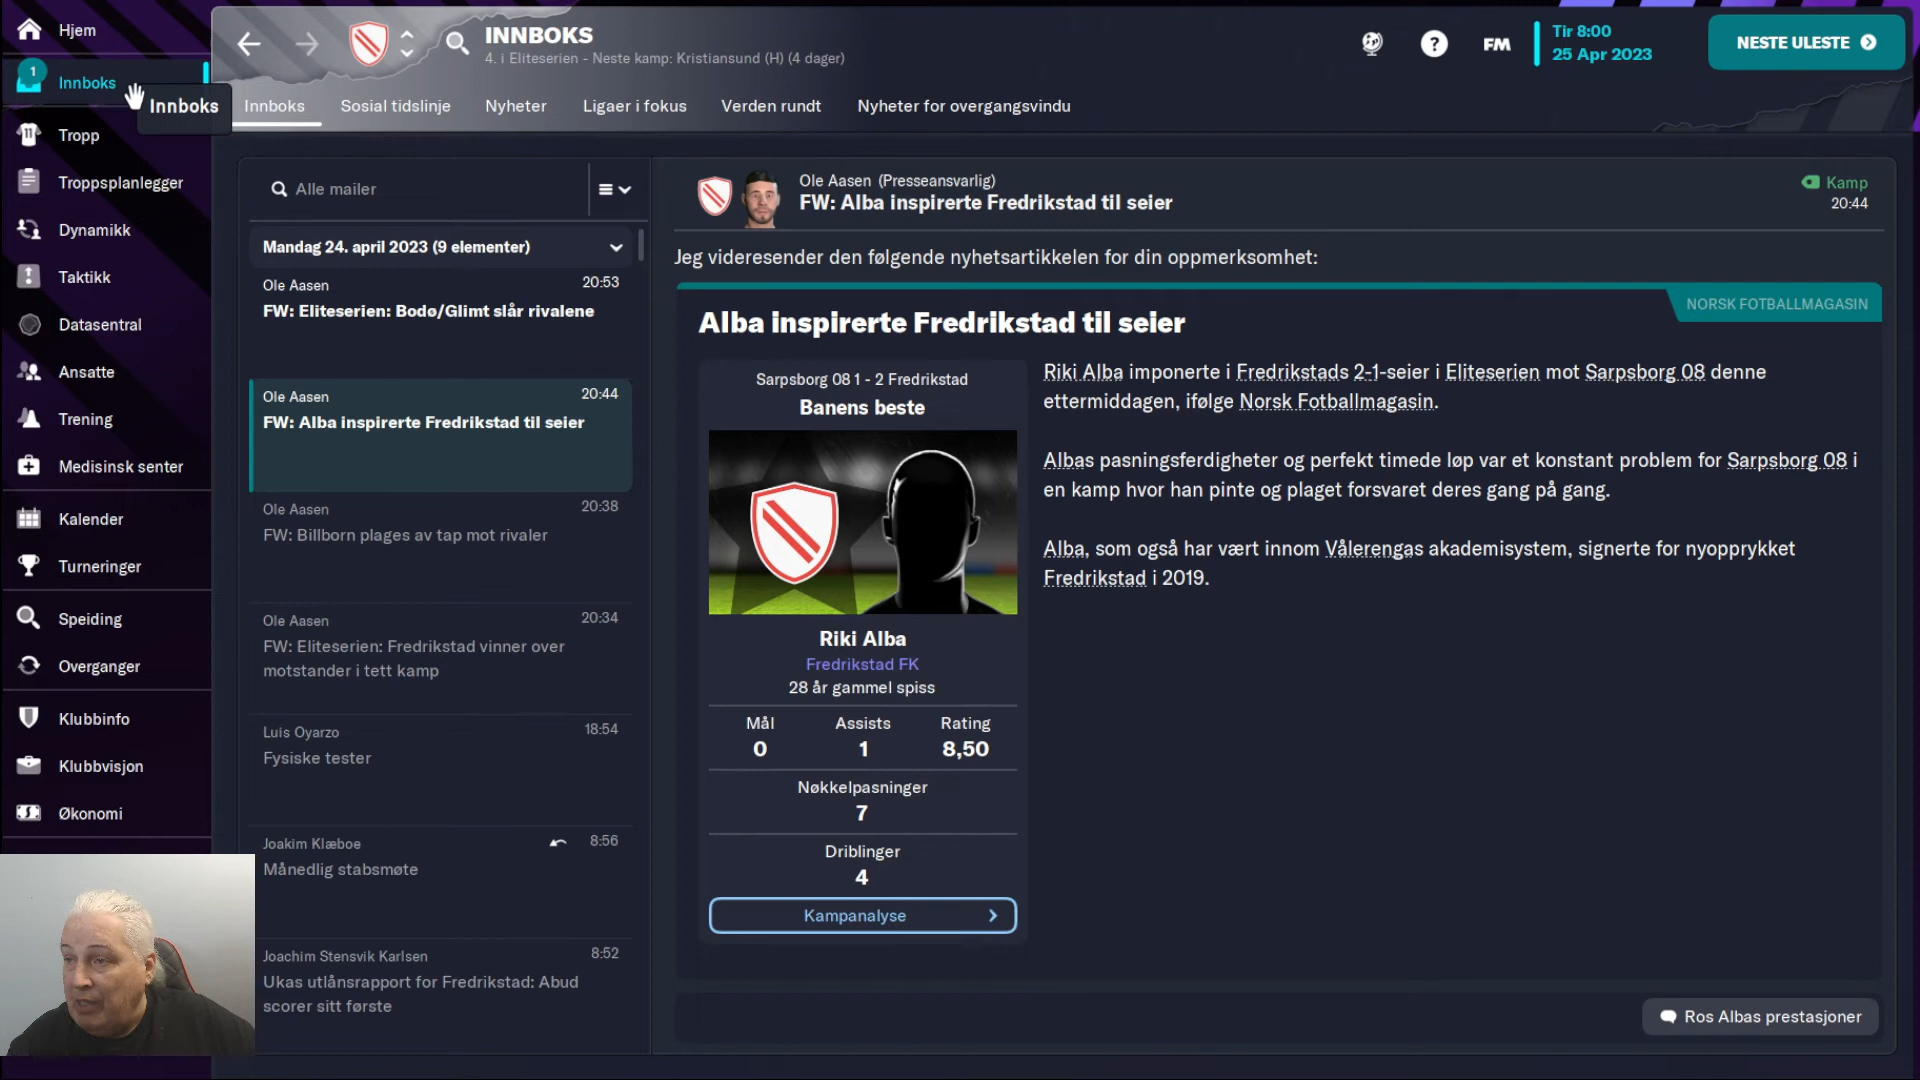 Hjem
1
Innboks
Innboks
Tropp
Troppsplanlegger
Dynamikk
Taktikk
Datasentral
Ansatte
Trening
Medisinsk senter
Kalender
Turneringer
Speiding
Overganger
Klubbinfo
Klubbvisjon
Økonomi
INNBOKS
4. i Eliteserien - Neste kamp: Kristiansund (H) (4 dager)
?
FM
Tir 8:00
25 Apr 2023
NESTE ULESTE
Innboks
Sosial tidslinje
Nyheter
Ligaer i fokus
Verden rundt
Nyheter for overgangsvindu
Alle mailer
Mandag 24. april 2023 (9 elementer)
Ole Aasen 20:53
FW: Eliteserien: Bodø/Glimt slår rivalene
Ole Aasen 20:44
FW: Alba inspirerte Fredrikstad til seier
Ole Aasen 20:38
FW: Billborn plages av tap mot rivaler
Ole Aasen 20:34
FW: Eliteserien: Fredrikstad vinner over
motstander i tett kamp
Luis Oyarzo 18:54
Fysiske tester
Joakim Klæboe 8:56
Månedlig stabsmøte
Joachim Stensvik Karlsen 8:52
Ukas utlånsrapport for Fredrikstad: Abud
scorer sitt første
Ole Aasen (Presseansvarlig)
FW: Alba inspirerte Fredrikstad til seier
Kamp
20:44
Jeg videresender den følgende nyhetsartikkelen for din oppmerksomhet:
NORSK FOTBALLMAGASIN
Alba inspirerte Fredrikstad til seier
Sarpsborg 08 1 - 2 Fredrikstad
Banens beste
Riki Alba
Fredrikstad FK
28 år gammel spiss
Mål Assists Rating
0 1 8,50
Nøkkelpasninger
7
Driblinger
4
Kampanalyse
Riki Alba imponerte i Fredrikstads 2-1-seier i Eliteserien mot Sarpsborg 08 denne
ettermiddagen, ifølge Norsk Fotballmagasin.
Albas pasningsferdigheter og perfekt timede løp var et konstant problem for Sarpsborg 08 i
en kamp hvor han pinte og plaget forsvaret deres gang på gang.
Alba, som også har vært innom Vålerengas akademisystem, signerte for nyopprykket
Fredrikstad i 2019.
Ros Albas prestasjoner